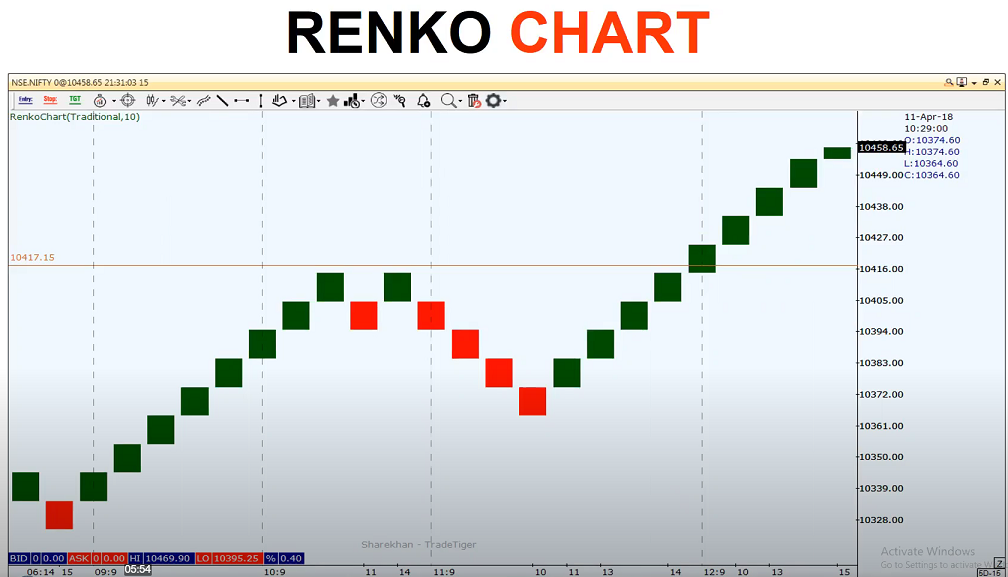 RENKO CHART
NSE.NIFTY 0@10458.65 21:31:03 15
Entry: Stop: TGT
RenkoChart(Traditional,10)
11-Apr-18
10:29:00
O:10374.60
H:10374.60
L:10364.60
C:10364.60
10458.65
10449.00
10438.00
10427.00
10417.15
10416.00
10405.00
10394.00
10383.00
10372.00
10361.00
10350.00
10339.00
10328.00
Sharekhan - TradeTiger
Activate Windows
Go to Settings to activate W
BID 0 0.00 ASK 0 0.00 HI 10469.90 LO 10395.25 % 0.40
06:14 15 09:9 05:54 10:9 11 14 11:9 10 11 13 14 12:9 10 13 15